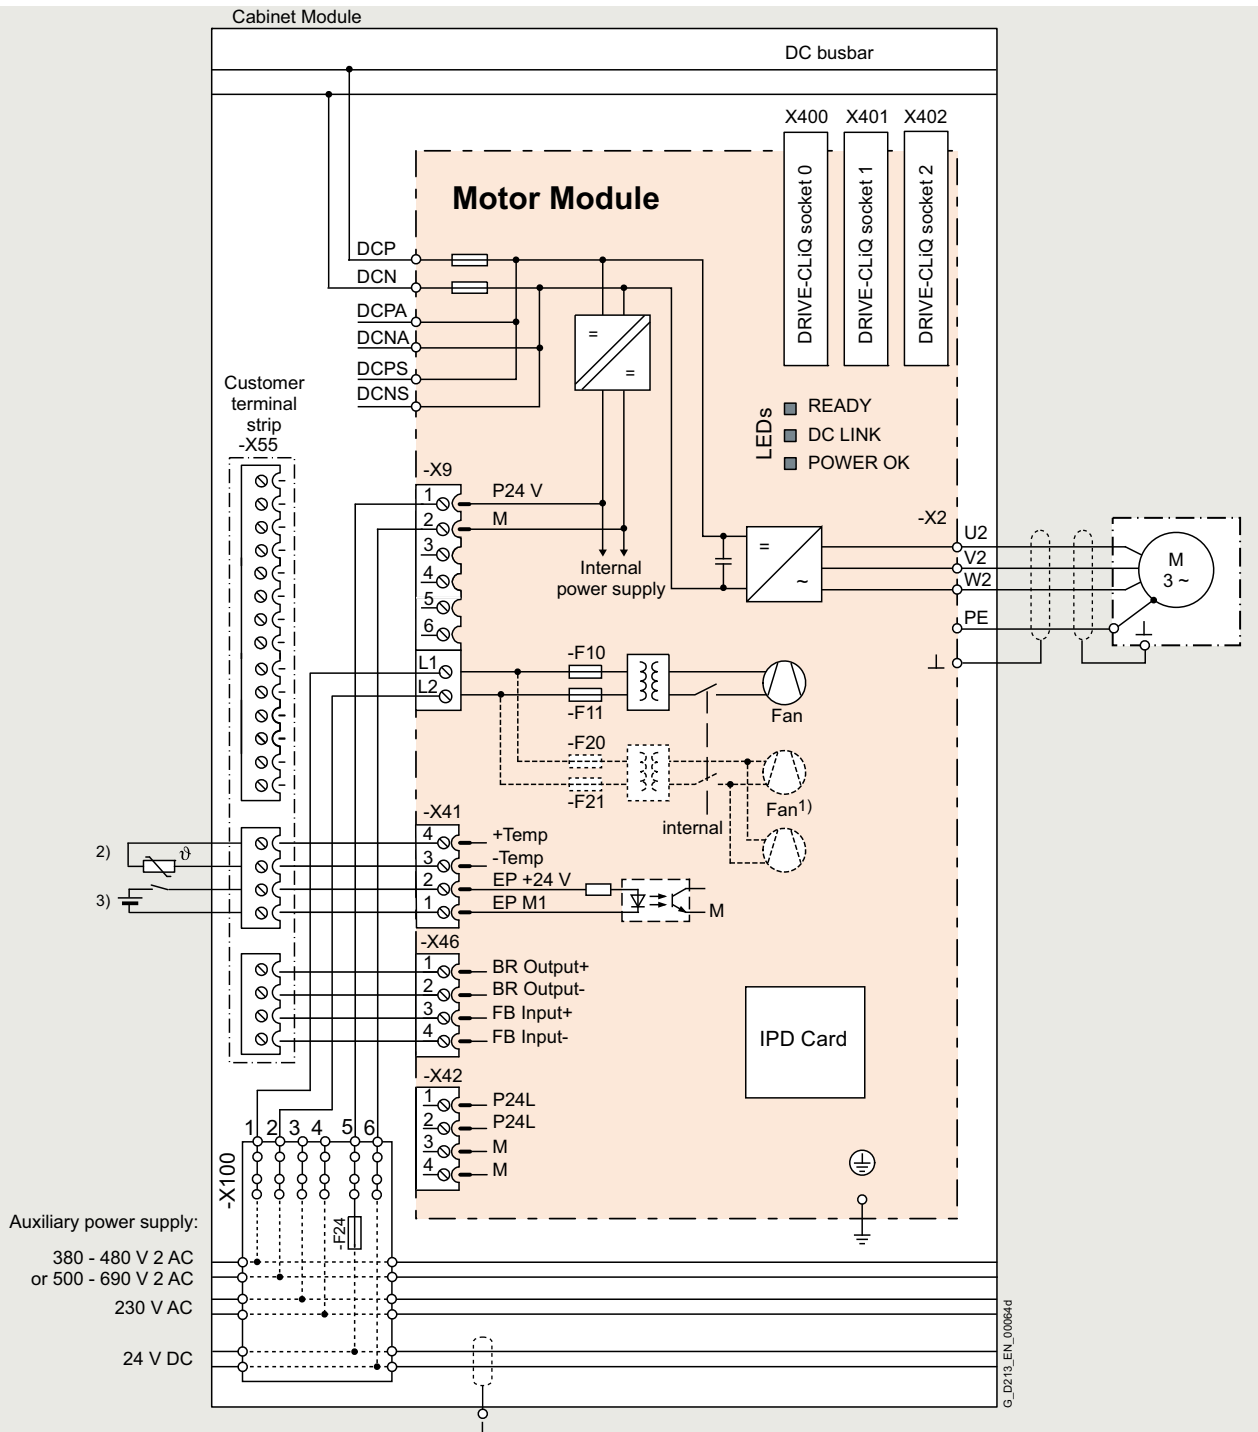 Cabinet Module
DC busbar
X400 X401 X402
DRIVE-CLiQ socket 0
DRIVE-CLiQ socket 1
DRIVE-CLiQ socket 2
Motor Module
DCP
DCN
DCPA
DCNA
DCPS
DCNS
=
=
LEDs
READY
DC LINK
POWER OK
Customer
terminal
strip
-X55
-X9
1 P24 V
2 M
3
4
5
6
Internal
power supply
=
~
-X2
U2
V2
W2
PE
M
3 ~
L1
L2
-F10
-F11
Fan
-F20
-F21
Fan1)
internal
-X41
4 +Temp
3 -Temp
2 EP +24 V
1 EP M1
M
2)
ϑ
3)
-X46
1 BR Output+
2 BR Output-
3 FB Input+
4 FB Input-
IPD Card
-X42
1 P24L
2 P24L
3 M
4 M
1 2 3 4 5 6
-X100
-F24
Auxiliary power supply:
380 - 480 V 2 AC
or 500 - 690 V 2 AC
230 V AC
24 V DC
G_D213_EN_00064d